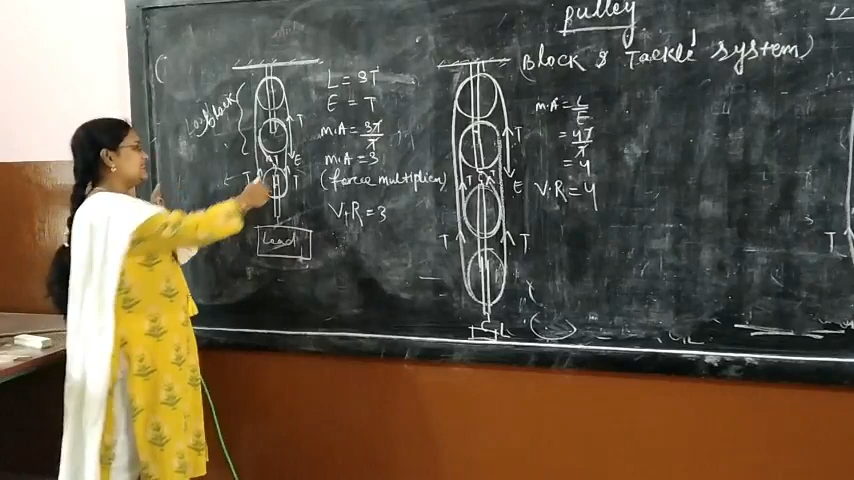 pulley
(Block & Tackle system)
L = 3T
E = T
M.A = 3T/T
M.A = 3
(force multiplier)
V.R = 3
T
E
T
T
Load
M.A = L/E
= 4T/T
= 4
V.R = 4
T
E
T
T
L
T